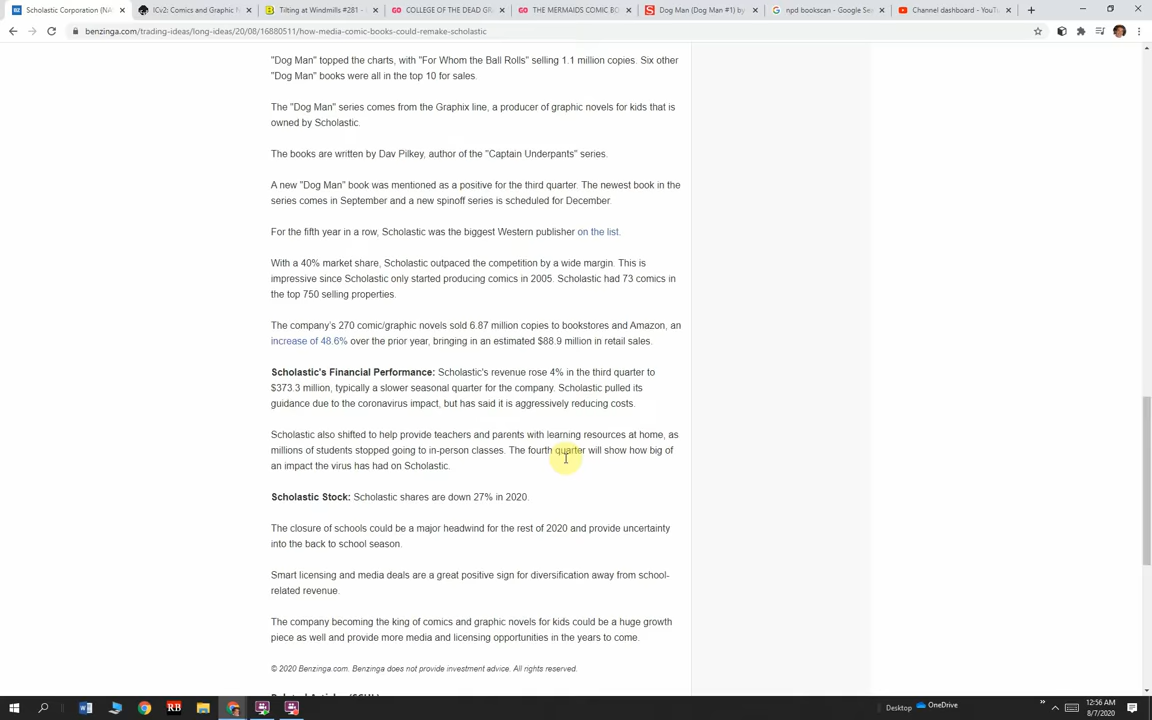 Scholastic Corporation (NA
ICv2: Comics and Graphic N
Tilting at Windmills #281 -
COLLEGE OF THE DEAD GR
THE MERMAIDS COMIC BO
Dog Man (Dog Man #1) by
npd bookscan - Google Sea
Channel dashboard - YouTu
benzinga.com/trading-ideas/long-ideas/20/08/16880511/how-media-comic-books-could-remake-scholastic
"Dog Man" topped the charts, with "For Whom the Ball Rolls" selling 1.1 million copies. Six other
"Dog Man" books were all in the top 10 for sales.
The "Dog Man" series comes from the Graphix line, a producer of graphic novels for kids that is
owned by Scholastic.
The books are written by Dav Pilkey, author of the "Captain Underpants" series.
A new "Dog Man" book was mentioned as a positive for the third quarter. The newest book in the
series comes in September and a new spinoff series is scheduled for December.
For the fifth year in a row, Scholastic was the biggest Western publisher on the list.
With a 40% market share, Scholastic outpaced the competition by a wide margin. This is
impressive since Scholastic only started producing comics in 2005. Scholastic had 73 comics in
the top 750 selling properties.
The company's 270 comic/graphic novels sold 6.87 million copies to bookstores and Amazon, an
increase of 48.6% over the prior year, bringing in an estimated $88.9 million in retail sales.
Scholastic's Financial Performance: Scholastic's revenue rose 4% in the third quarter to
$373.3 million, typically a slower seasonal quarter for the company. Scholastic pulled its
guidance due to the coronavirus impact, but has said it is aggressively reducing costs.
Scholastic also shifted to help provide teachers and parents with learning resources at home, as
millions of students stopped going to in-person classes. The fourth quarter will show how big of
an impact the virus has had on Scholastic.
Scholastic Stock: Scholastic shares are down 27% in 2020.
The closure of schools could be a major headwind for the rest of 2020 and provide uncertainty
into the back to school season.
Smart licensing and media deals are a great positive sign for diversification away from school-
related revenue.
The company becoming the king of comics and graphic novels for kids could be a huge growth
piece as well and provide more media and licensing opportunities in the years to come.
© 2020 Benzinga.com. Benzinga does not provide investment advice. All rights reserved.
Desktop
OneDrive
12:56 AM
8/7/2020